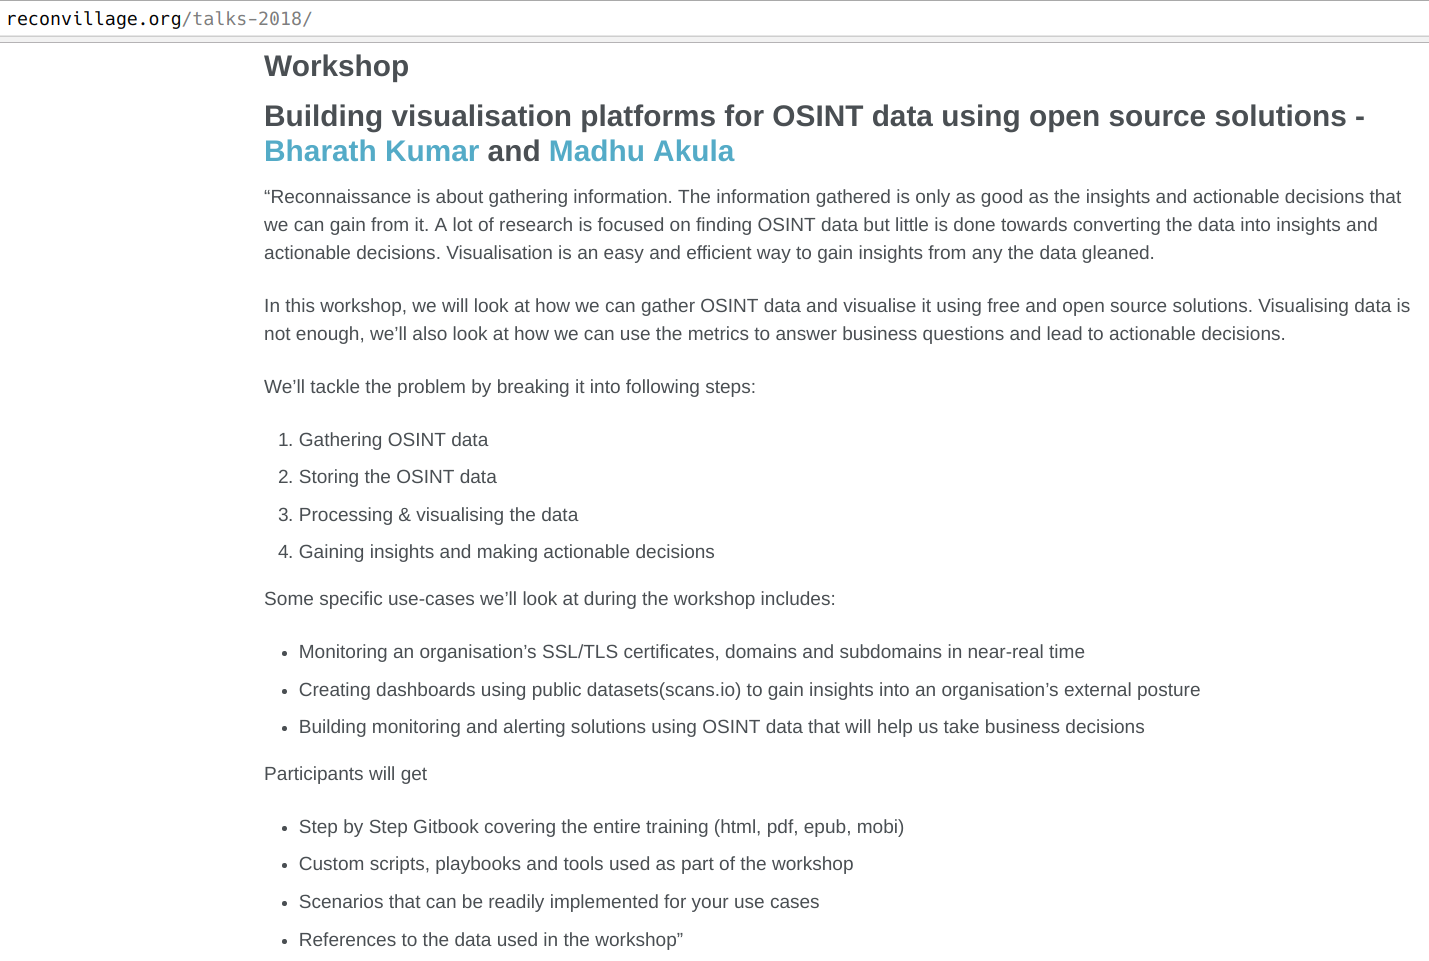 reconvillage.org/talks-2018/
Workshop
Building visualisation platforms for OSINT data using open source solutions -
Bharath Kumar and Madhu Akula
“Reconnaissance is about gathering information. The information gathered is only as good as the insights and actionable decisions that
we can gain from it. A lot of research is focused on finding OSINT data but little is done towards converting the data into insights and
actionable decisions. Visualisation is an easy and efficient way to gain insights from any the data gleaned.
In this workshop, we will look at how we can gather OSINT data and visualise it using free and open source solutions. Visualising data is
not enough, we’ll also look at how we can use the metrics to answer business questions and lead to actionable decisions.
We’ll tackle the problem by breaking it into following steps:
1. Gathering OSINT data
2. Storing the OSINT data
3. Processing & visualising the data
4. Gaining insights and making actionable decisions
Some specific use-cases we’ll look at during the workshop includes:
• Monitoring an organisation’s SSL/TLS certificates, domains and subdomains in near-real time
• Creating dashboards using public datasets(scans.io) to gain insights into an organisation’s external posture
• Building monitoring and alerting solutions using OSINT data that will help us take business decisions
Participants will get
• Step by Step Gitbook covering the entire training (html, pdf, epub, mobi)
• Custom scripts, playbooks and tools used as part of the workshop
• Scenarios that can be readily implemented for your use cases
• References to the data used in the workshop”